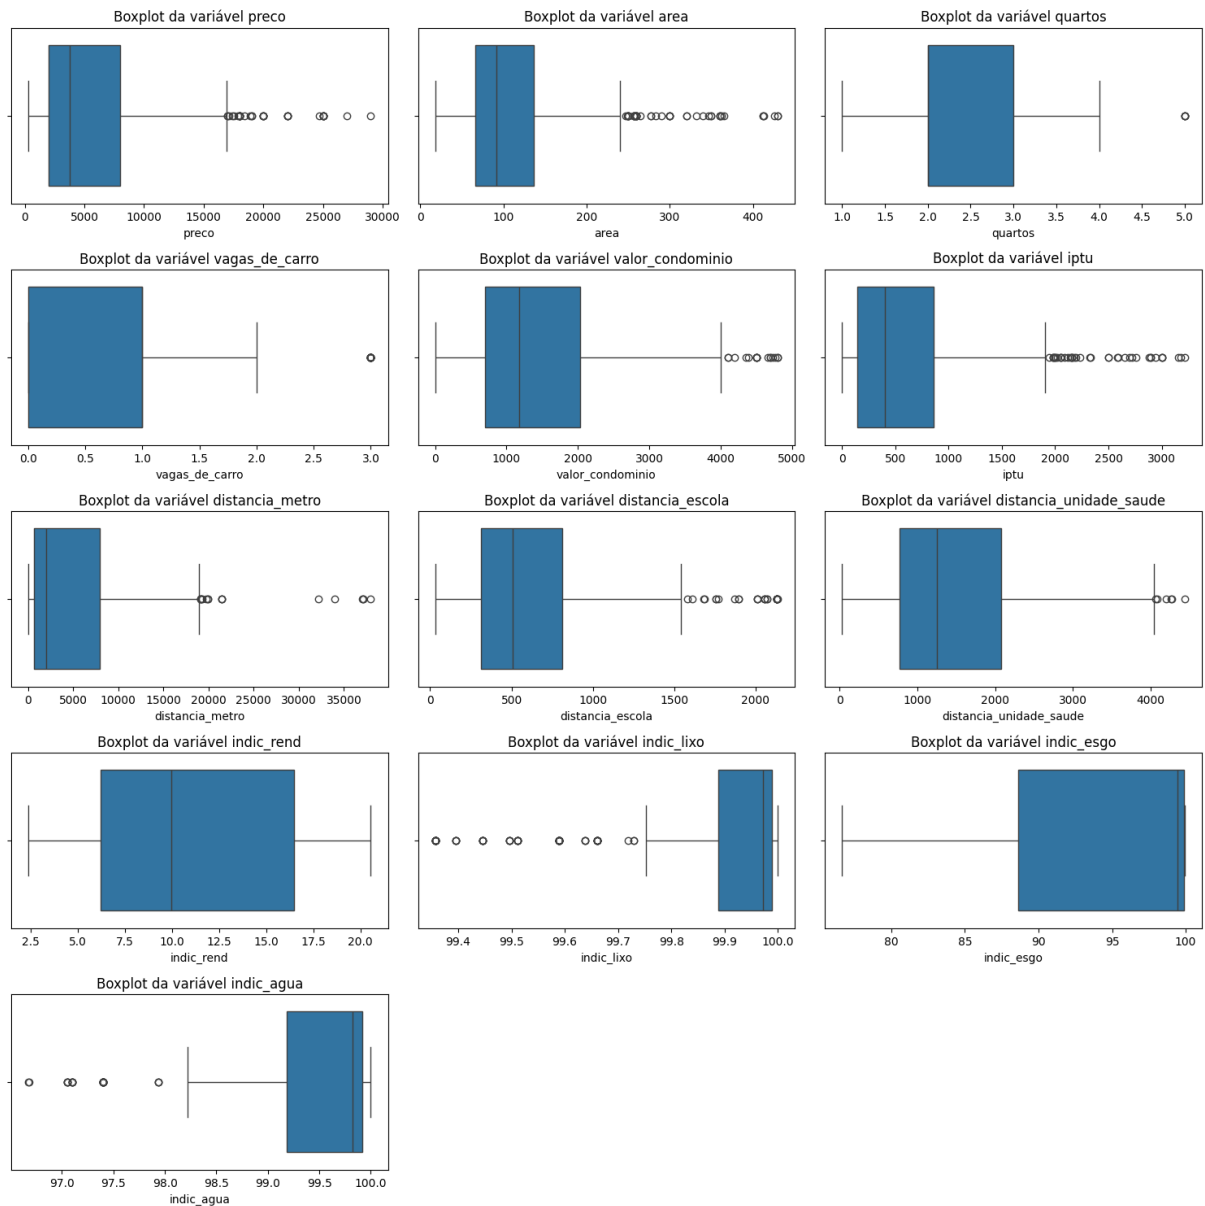 Boxplot da variável preco
Boxplot da variável area
Boxplot da variável quartos
0 5000 10000 15000 20000 25000 30000
0 100 200 300 400
1.0 1.5 2.0 2.5 3.0 3.5 4.0 4.5 5.0
preco
area
quartos
Boxplot da variável vagas_de_carro
Boxplot da variável valor_condominio
Boxplot da variável iptu
0.0 0.5 1.0 1.5 2.0 2.5 3.0
0 1000 2000 3000 4000 5000
0 500 1000 1500 2000 2500 3000
vagas_de_carro
valor_condominio
iptu
Boxplot da variável distancia_metro
Boxplot da variável distancia_escola
Boxplot da variável distancia_unidade_saude
0 5000 10000 15000 20000 25000 30000 35000
0 500 1000 1500 2000
0 1000 2000 3000 4000
distancia_metro
distancia_escola
distancia_unidade_saude
Boxplot da variável indic_rend
Boxplot da variável indic_lixo
Boxplot da variável indic_esgo
2.5 5.0 7.5 10.0 12.5 15.0 17.5 20.0
99.4 99.5 99.6 99.7 99.8 99.9 100.0
80 85 90 95 100
indic_rend
indic_lixo
indic_esgo
Boxplot da variável indic_agua
97.0 97.5 98.0 98.5 99.0 99.5 100.0
indic_agua